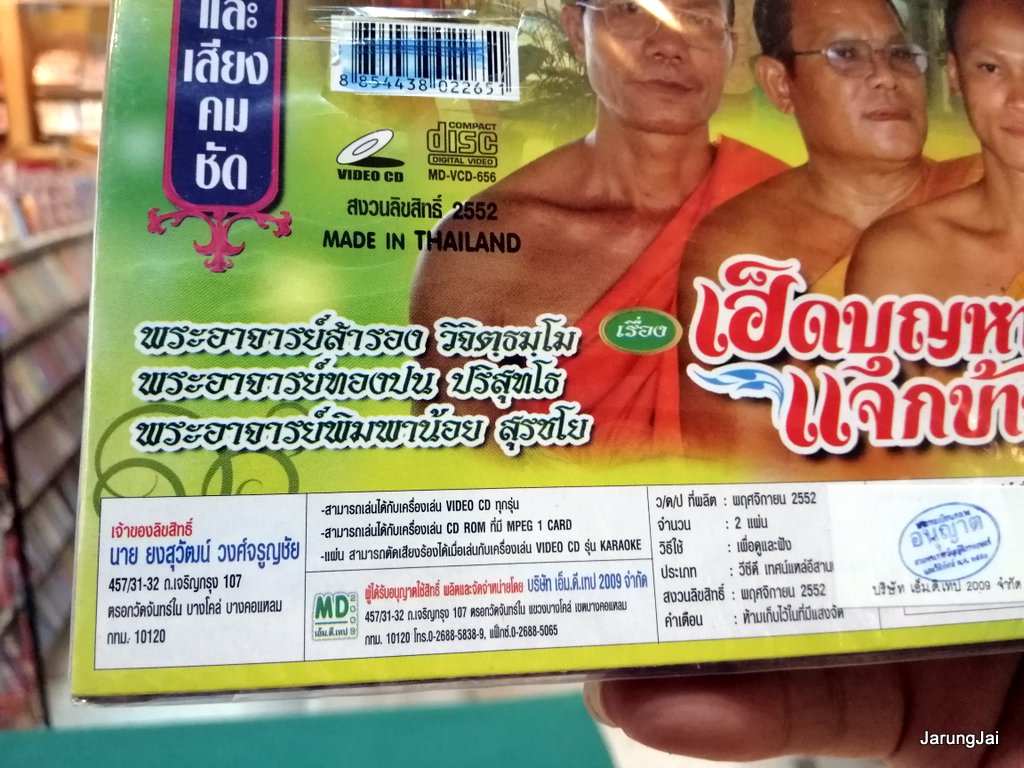 และ
เสียง
คม
ชัด
8 854438 022651
COMPACT
disc
DIGITAL VIDEO
VIDEO CD
MD-VCD-656
สงวนลิขสิทธิ์ 2552
MADE IN THAILAND
พระอาจารย์สำรอง วิจิตฺธมฺโม
พระอาจารย์ทองปน ปริสุทฺโธ
พระอาจารย์พิมพาน้อย สุรชโย
เรื่อง
เฮ็ดบุญหา
แจกข้า
เจ้าของลิขสิทธิ์
นาย ยงสุวัฒน์ วงศ์จรูญชัย
457/31-32 ถ.เจริญกรุง 107
ตรอกวัดจันทร์ใน บางโคล่ บางคอแหลม
กทม. 10120
-สามารถเล่นได้กับเครื่องเล่น VIDEO CD ทุกรุ่น
-สามารถเล่นได้กับเครื่องเล่น CD ROM ที่มี MPEG 1 CARD
-แผ่น สามารถตัดเสียงร้องได้เมื่อเล่นกับเครื่องเล่น VIDEO CD รุ่น KARAOKE
MD 2009
เอ็ม.ดี.เทป
ผู้ได้รับอนุญาตใช้สิทธิ์ ผลิตและจัดจำหน่ายโดย บริษัท เอ็ม.ดี.เทป 2009 จำกัด
457/31-32 ถ.เจริญกรุง 107 ตรอกวัดจันทร์ใน แขวงบางโคล่ เขตบางคอแหลม
กทม. 10120 โทร.0-2688-5838-9, แฟ็กซ์.0-2688-5065
ว/ด/ป ที่ผลิต : พฤศจิกายน 2552
จำนวน : 2 แผ่น
วิธีใช้ : เพื่อดูและฟัง
ประเภท : วีซีดี เทศน์แหล่อีสาน
สงวนลิขสิทธิ์ : พฤศจิกายน 2552
คำเตือน : ห้ามเก็บไว้ในที่มีแสงจัด
อนุญาต
บริษัท เอ็ม.ดี.เทป 2009 จำกัด
JarungJai